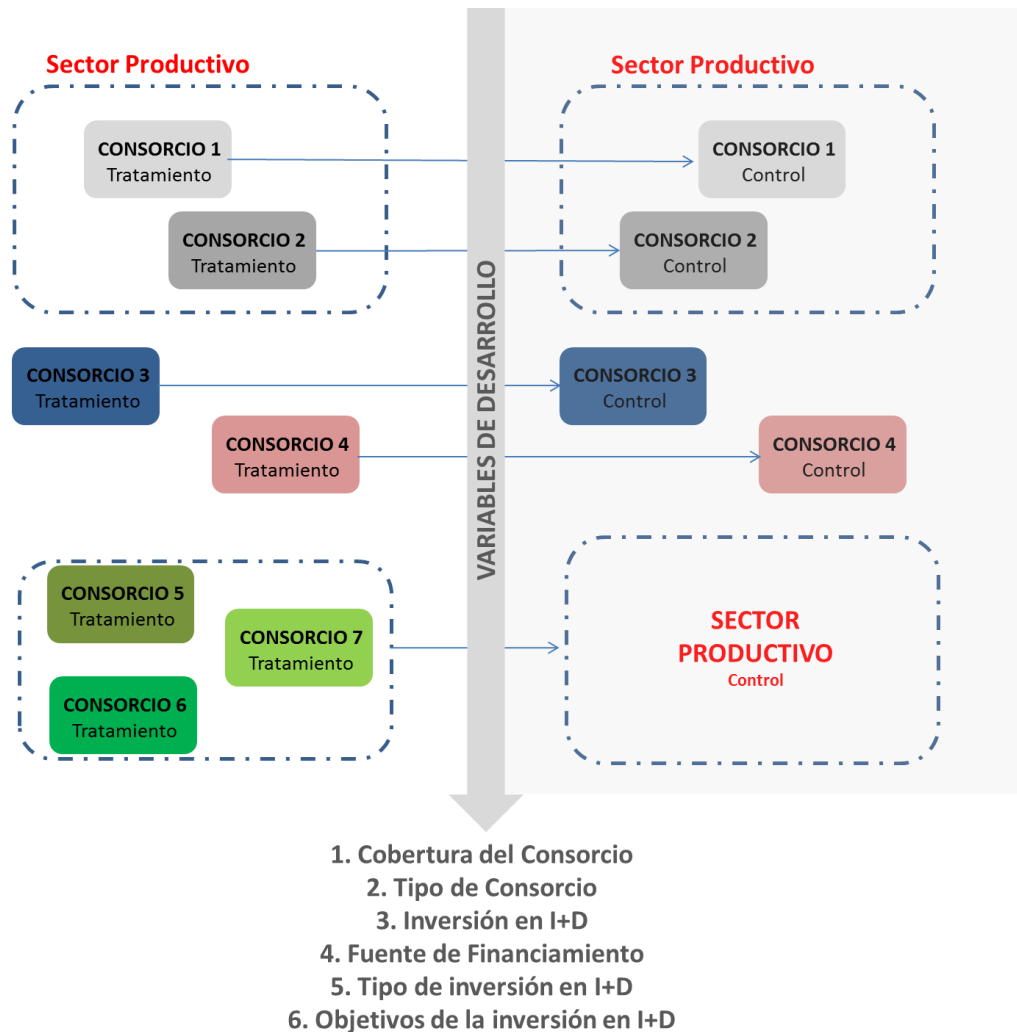 Sector Productivo
Sector Productivo
CONSORCIO 1
Tratamiento
CONSORCIO 1
Control
CONSORCIO 2
Tratamiento
CONSORCIO 2
Control
CONSORCIO 3
Tratamiento
CONSORCIO 3
Control
CONSORCIO 4
Tratamiento
CONSORCIO 4
Control
VARIABLES DE DESARROLLO
CONSORCIO 5
Tratamiento
CONSORCIO 7
Tratamiento
CONSORCIO 6
Tratamiento
SECTOR
PRODUCTIVO
Control
1. Cobertura del Consorcio
2. Tipo de Consorcio
3. Inversión en I+D
4. Fuente de Financiamiento
5. Tipo de inversión en I+D
6. Objetivos de la inversión en I+D